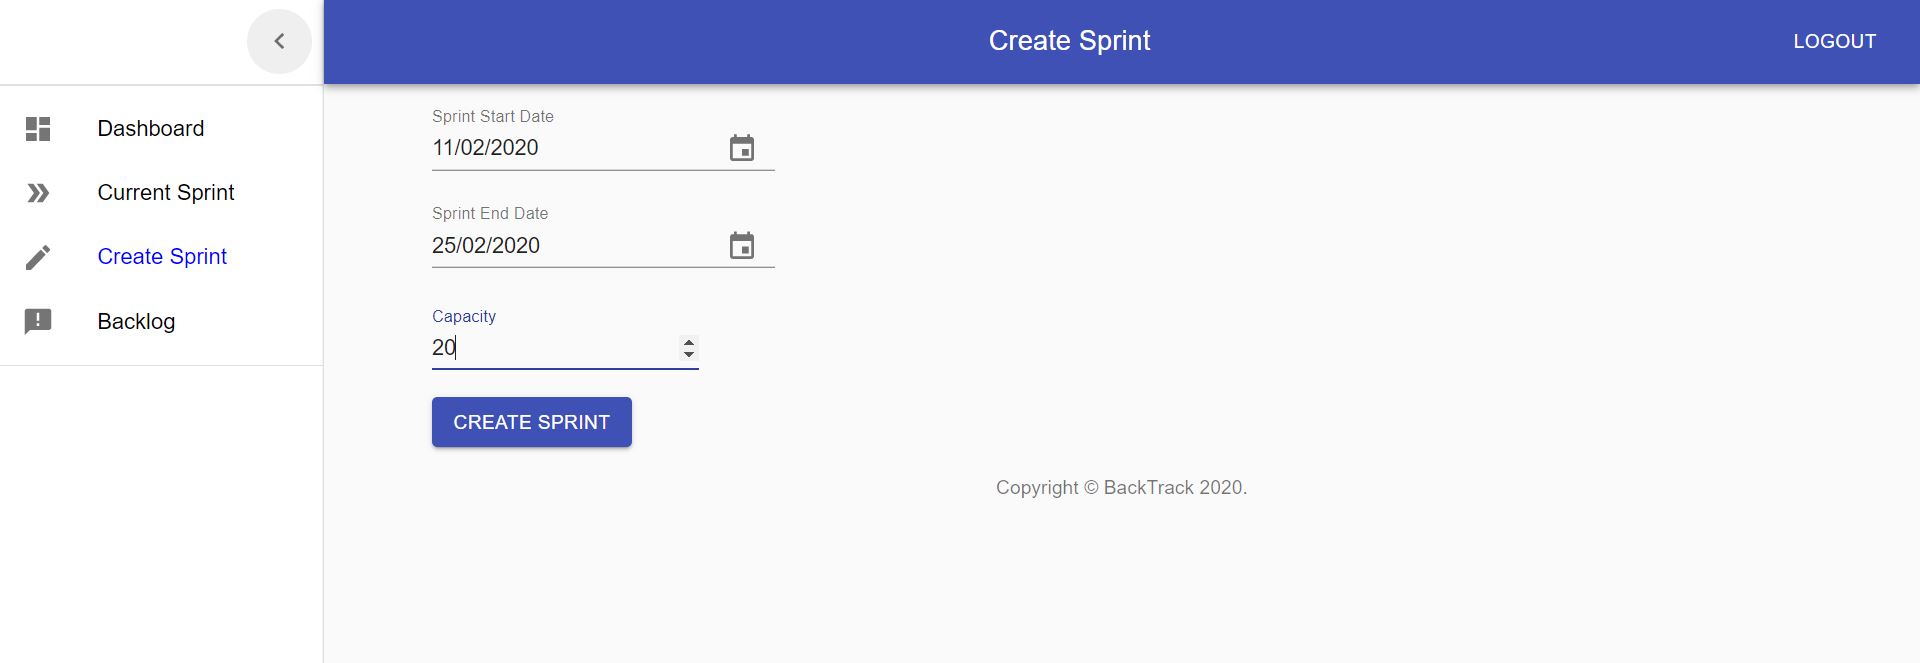 Create Sprint
LOGOUT
Dashboard
Current Sprint
Create Sprint
Backlog
Sprint Start Date
11/02/2020
Sprint End Date
25/02/2020
Capacity
20
CREATE SPRINT
Copyright © BackTrack 2020.